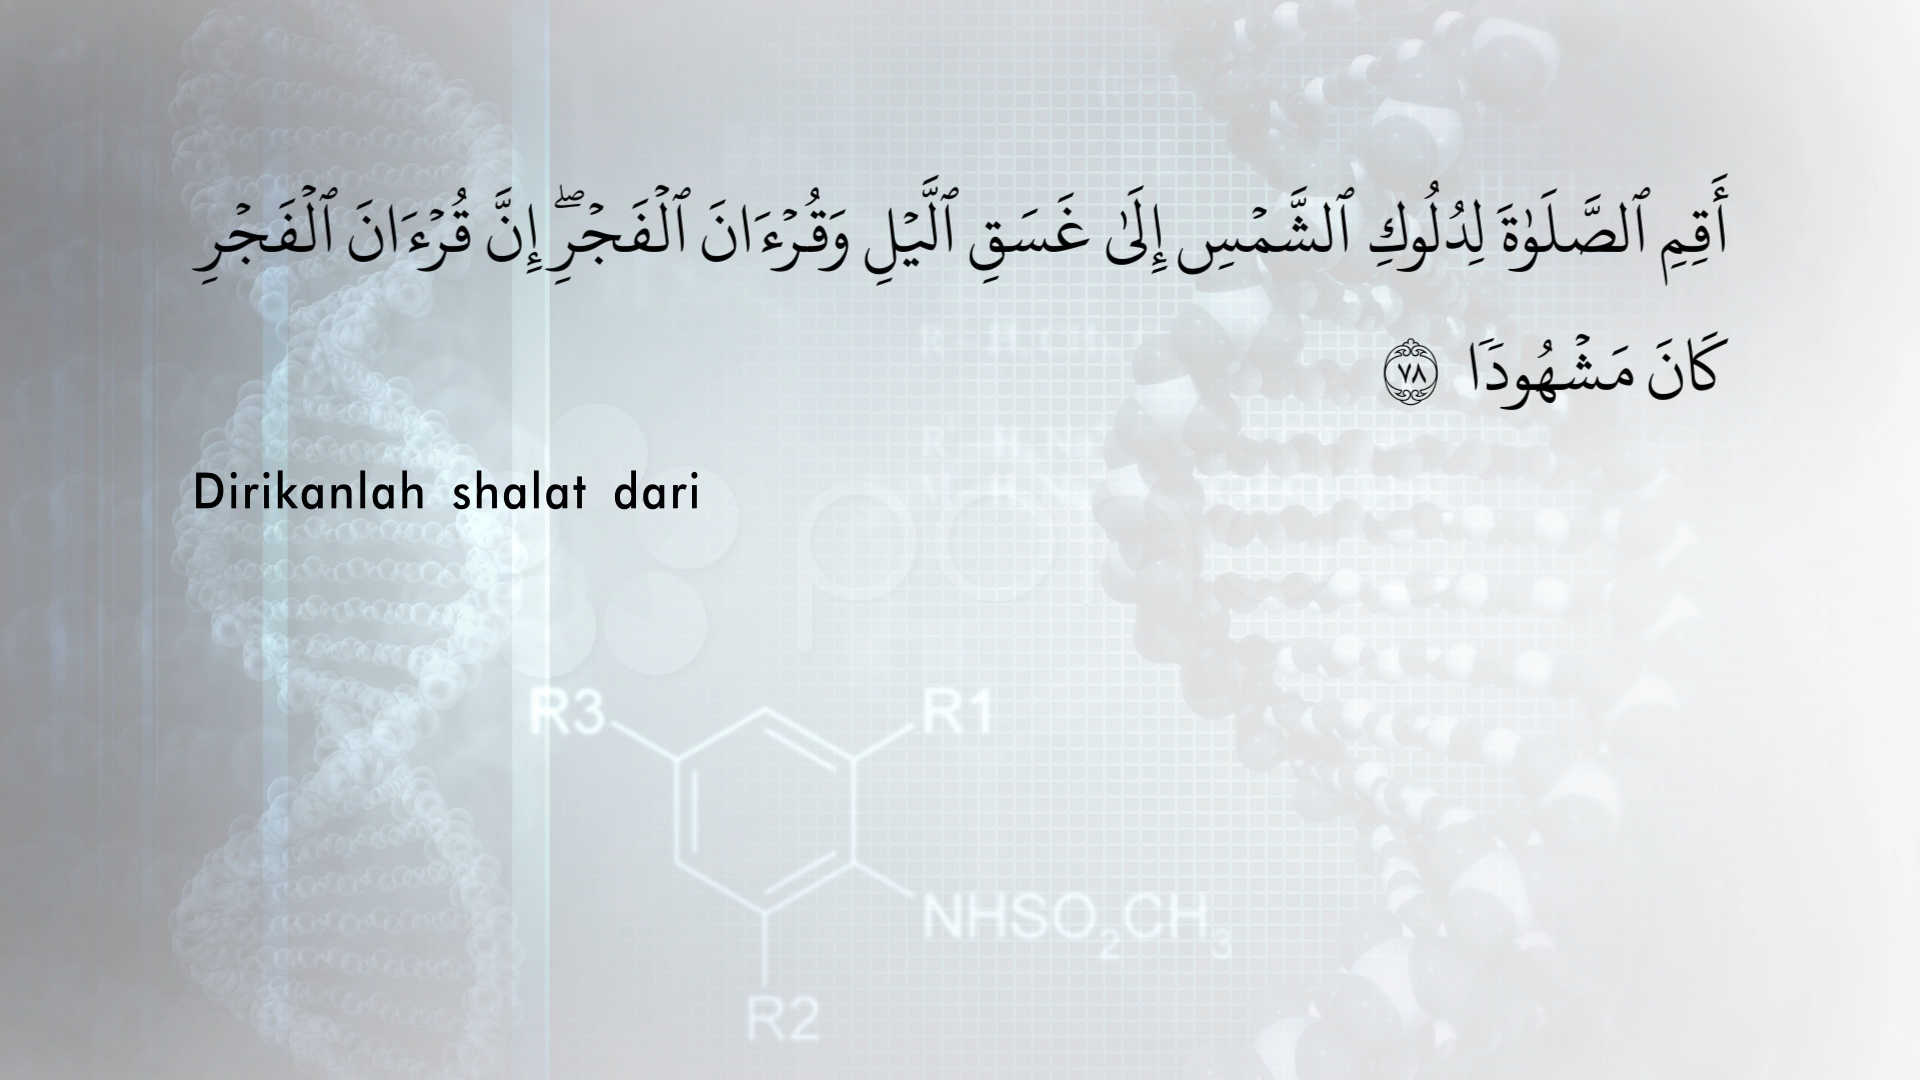 أَقِمِ ٱلصَّلَوٰةَ لِدُلُوكِ ٱلشَّمۡسِ إِلَىٰ غَسَقِ ٱلَّيۡلِ وَقُرۡءَانَ ٱلۡفَجۡرِۖ إِنَّ قُرۡءَانَ ٱلۡفَجۡرِ
كَانَ مَشۡهُودٗا ٧٨
Dirikanlah shalat dari
R3
R1
NHSO₂CH₃
R2